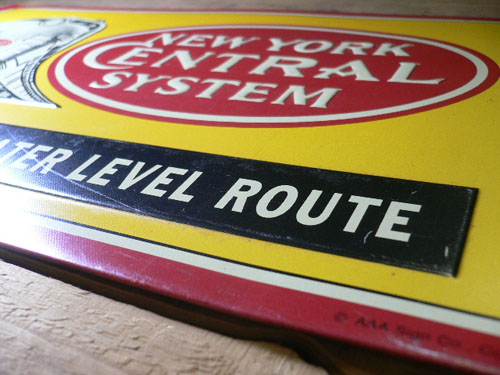 NEW YORK
CENTRAL
SYSTEM
ATER LEVEL ROUTE
© AAA Sign Co.